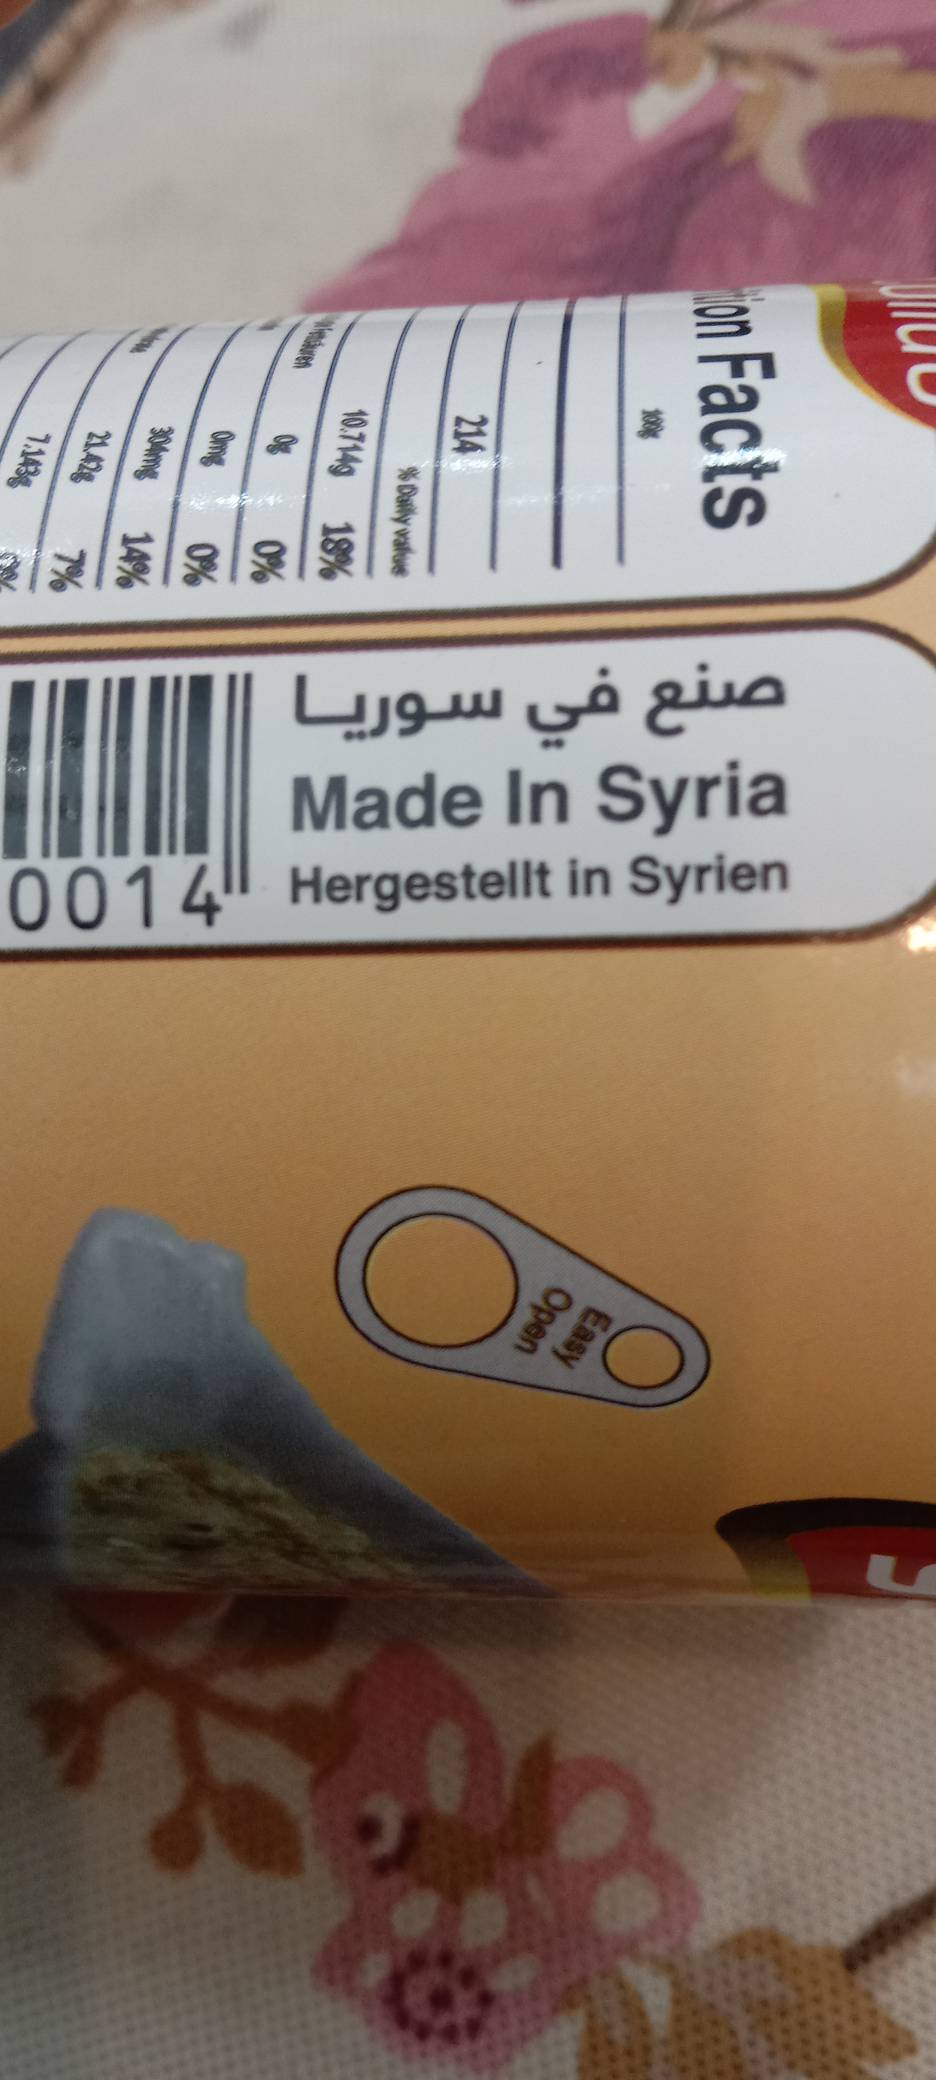 tion Facts
100g
214
% Daily value
10.714g 18%
0g 0%
0mg 0%
304mg 14%
21.42g 7%
7.143g
صنع في سوريا
Made In Syria
Hergestellt in Syrien
0014
Easy
Open